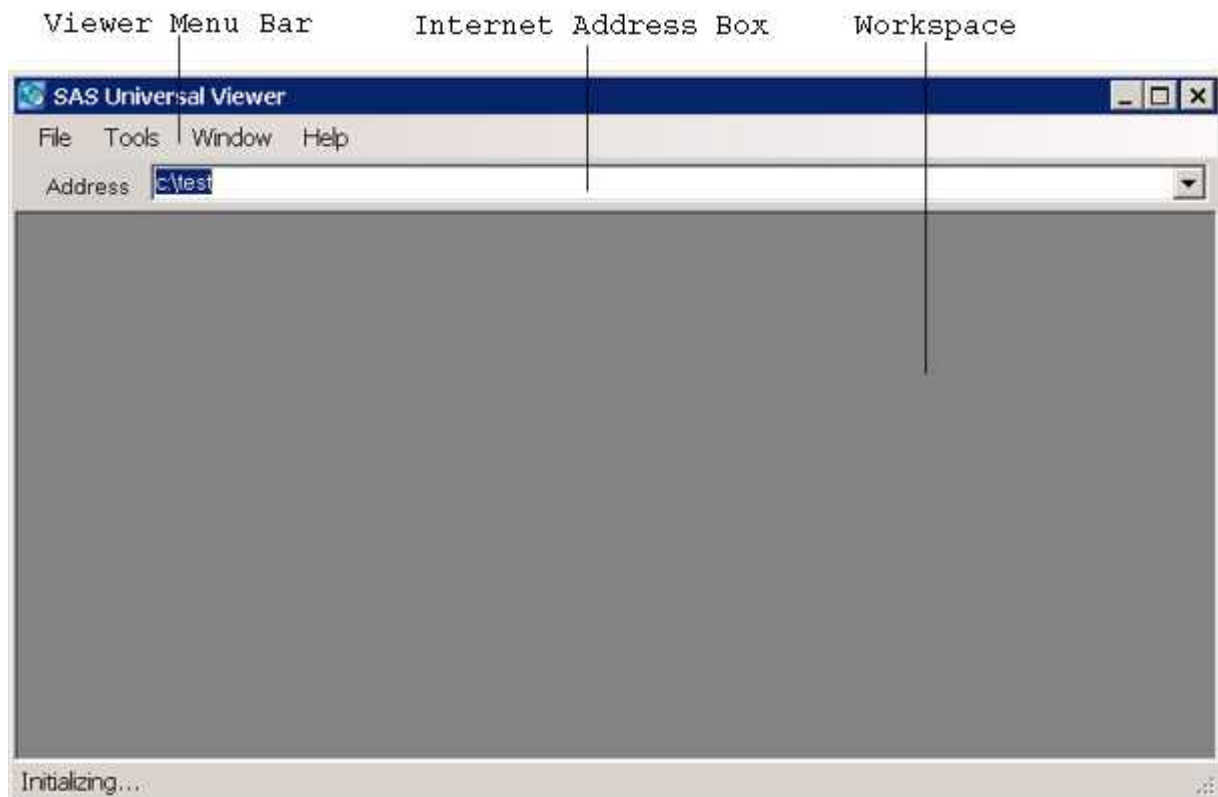 Viewer Menu Bar Internet Address Box Workspace
SAS Universal Viewer
File Tools Window Help
Address c:\test
Initializing...